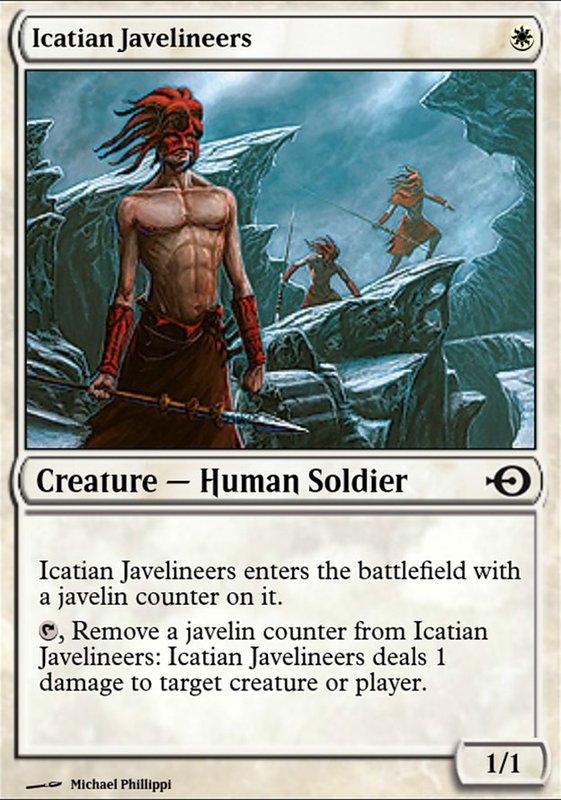 Icatian Javelineers
Creature — Human Soldier
Icatian Javelineers enters the battlefield with
a javelin counter on it.
, Remove a javelin counter from Icatian
Javelineers: Icatian Javelineers deals 1
damage to target creature or player.
1/1
Michael Phillippi